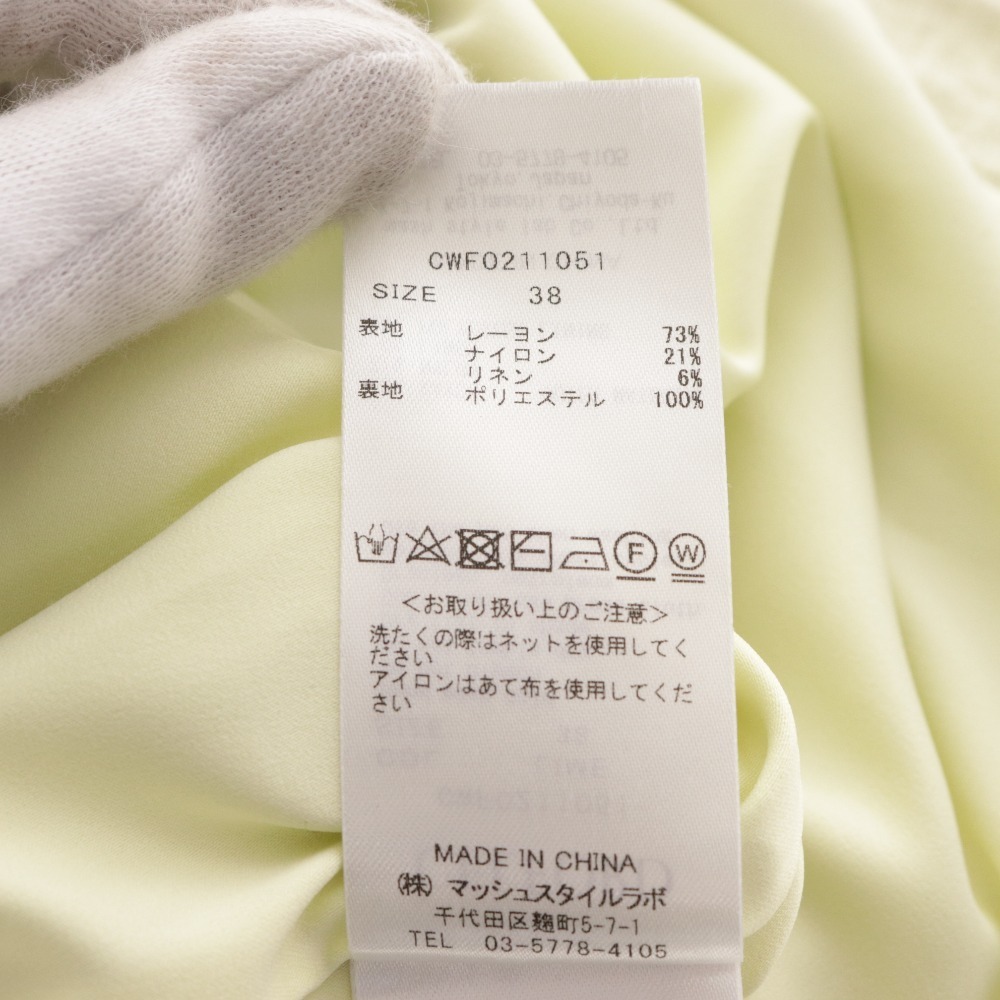 CWF0211051
SIZE 38
表地 レーヨン 73%
ナイロン 21%
リネン 6%
裏地 ポリエステル 100%
F W
<お取り扱い上のご注意>
洗たくの際はネットを使用してく
ださい
アイロンはあて布を使用してくだ
さい
MADE IN CHINA
(株) マッシュスタイルラボ
千代田区麹町5-7-1
TEL 03-5778-4105